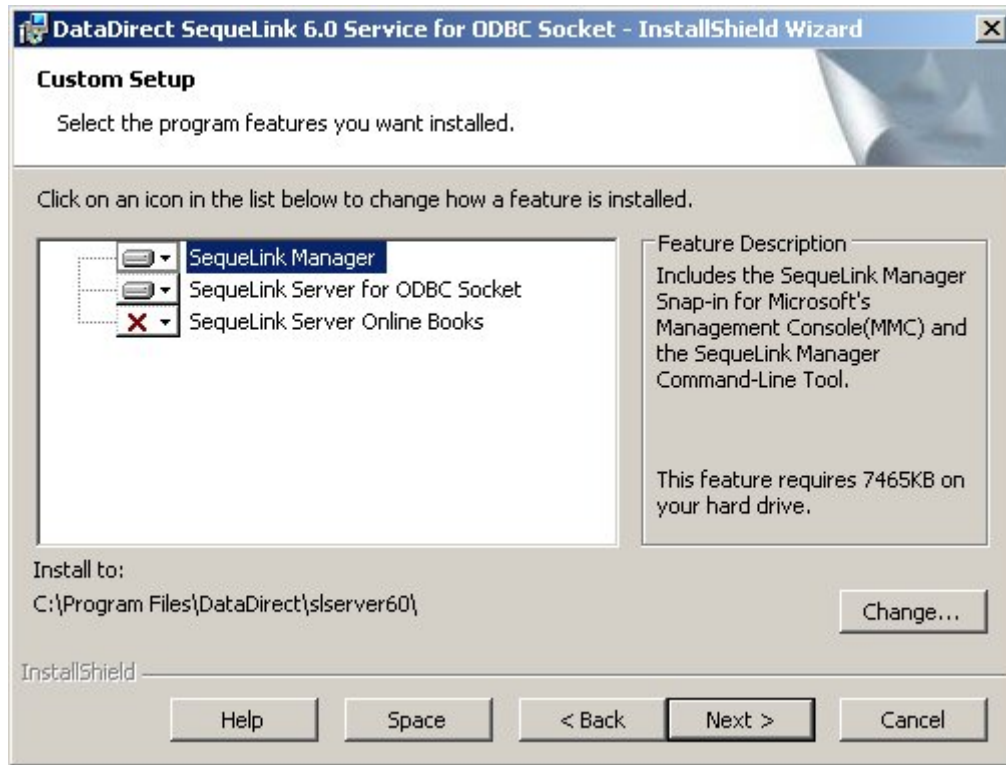 DataDirect SequeLink 6.0 Service for ODBC Socket - InstallShield Wizard
Custom Setup
Select the program features you want installed.
Click on an icon in the list below to change how a feature is installed.
SequeLink Manager
SequeLink Server for ODBC Socket
SequeLink Server Online Books
Feature Description
Includes the SequeLink Manager
Snap-in for Microsoft's
Management Console(MMC) and
the SequeLink Manager
Command-Line Tool.
This feature requires 7465KB on
your hard drive.
Install to:
C:\Program Files\DataDirect\slserver60\
Change...
InstallShield
Help
Space
< Back
Next >
Cancel